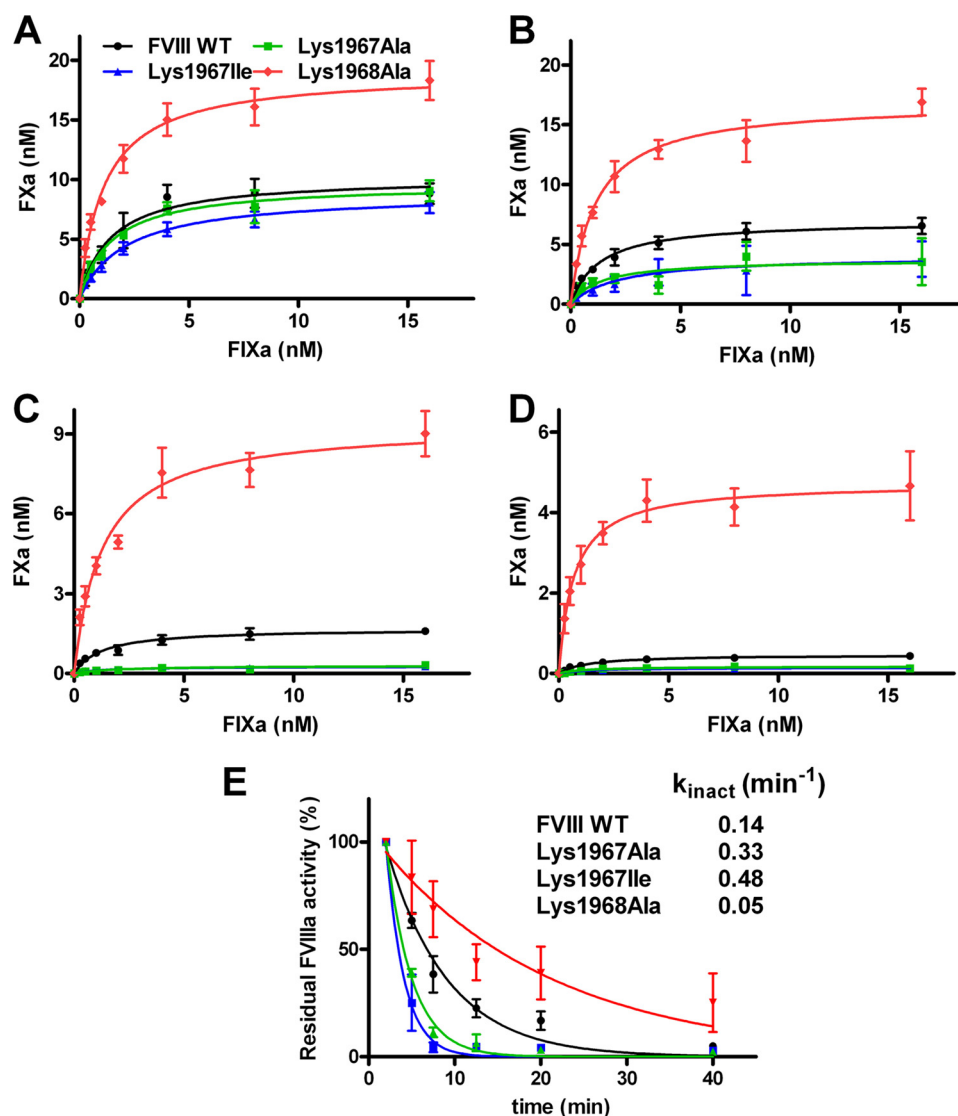 A
FVIII WT Lys1967Ala
Lys1967Ile Lys1968Ala
20
15
10
5
0
FXa (nM)
0 5 10 15
FIXa (nM)
B
20
15
10
5
0
FXa (nM)
0 5 10 15
FIXa (nM)
C
9
6
3
0
FXa (nM)
0 5 10 15
FIXa (nM)
D
6
4
2
0
FXa (nM)
0 5 10 15
FIXa (nM)
E
k_inact (min⁻¹)
FVIII WT 0.14
Lys1967Ala 0.33
Lys1967Ile 0.48
Lys1968Ala 0.05
100
50
0
Residual FVIIIa activity (%)
0 10 20 30 40
time (min)